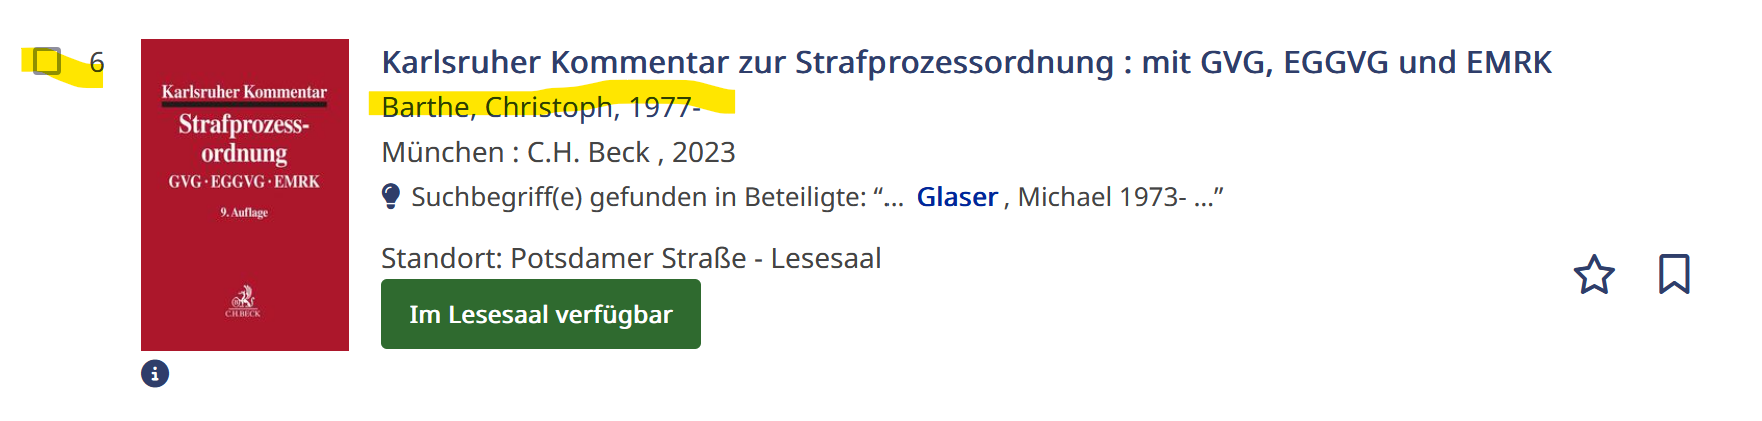 6
Karlsruher Kommentar
Strafprozess-
ordnung
GVG · EGGVG · EMRK
9. Auflage
C.H.BECK
Karlsruher Kommentar zur Strafprozessordnung : mit GVG, EGGVG und EMRK
Barthe, Christoph, 1977-
München : C.H. Beck , 2023
Suchbegriff(e) gefunden in Beteiligte: “... Glaser , Michael 1973- ...”
Standort: Potsdamer Straße - Lesesaal
Im Lesesaal verfügbar